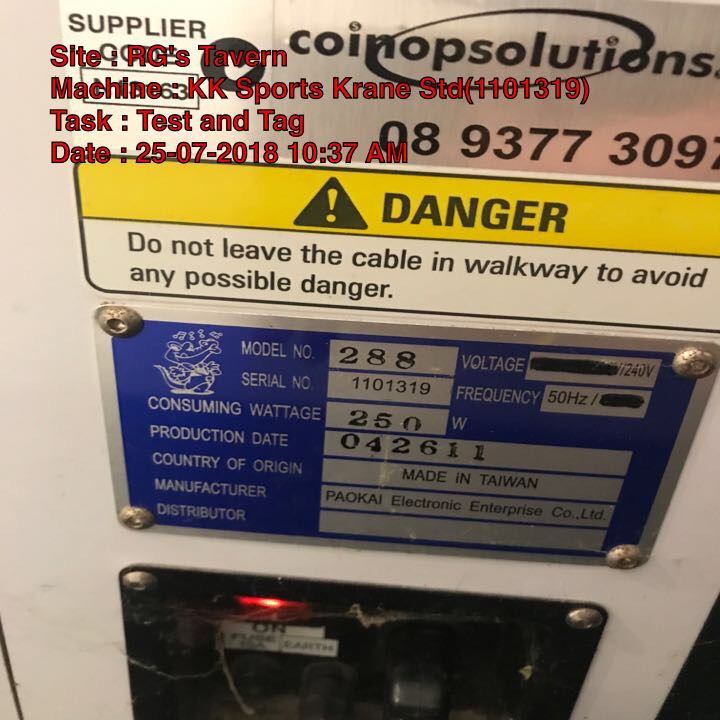 SUPPLIER
coinopsolutions.
Site : RG's Tavern
Machine : KK Sports Krane Std(1101319)
Task : Test and Tag
Date : 25-07-2018 10:37 AM
08 9377 3097
DANGER
Do not leave the cable in walkway to avoid
any possible danger.
MODEL NO. 288
VOLTAGE /240V
SERIAL NO. 1101319
FREQUENCY 50Hz /
CONSUMING WATTAGE 250 W
PRODUCTION DATE 042611
COUNTRY OF ORIGIN MADE IN TAIWAN
MANUFACTURER PAOKAI Electronic Enterprise Co.,Ltd.
DISTRIBUTOR
ON
FUSE EARTH